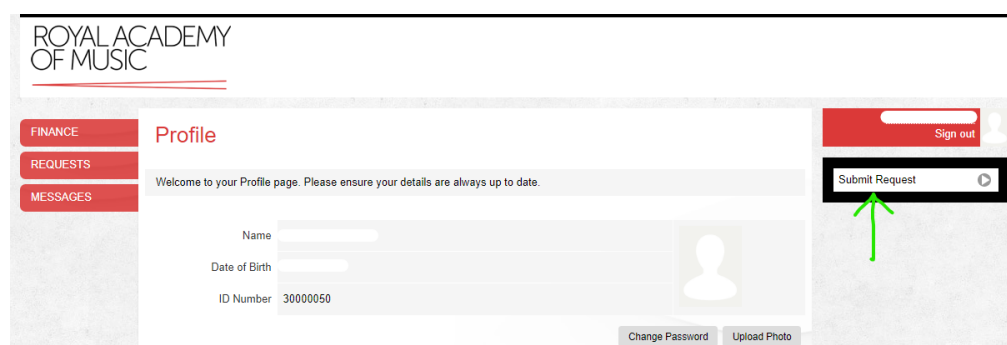 ROYAL ACADEMY
OF MUSIC
FINANCE
REQUESTS
MESSAGES
Profile
Welcome to your Profile page. Please ensure your details are always up to date.
Name
Date of Birth
ID Number 30000050
Change Password Upload Photo
Sign out
Submit Request